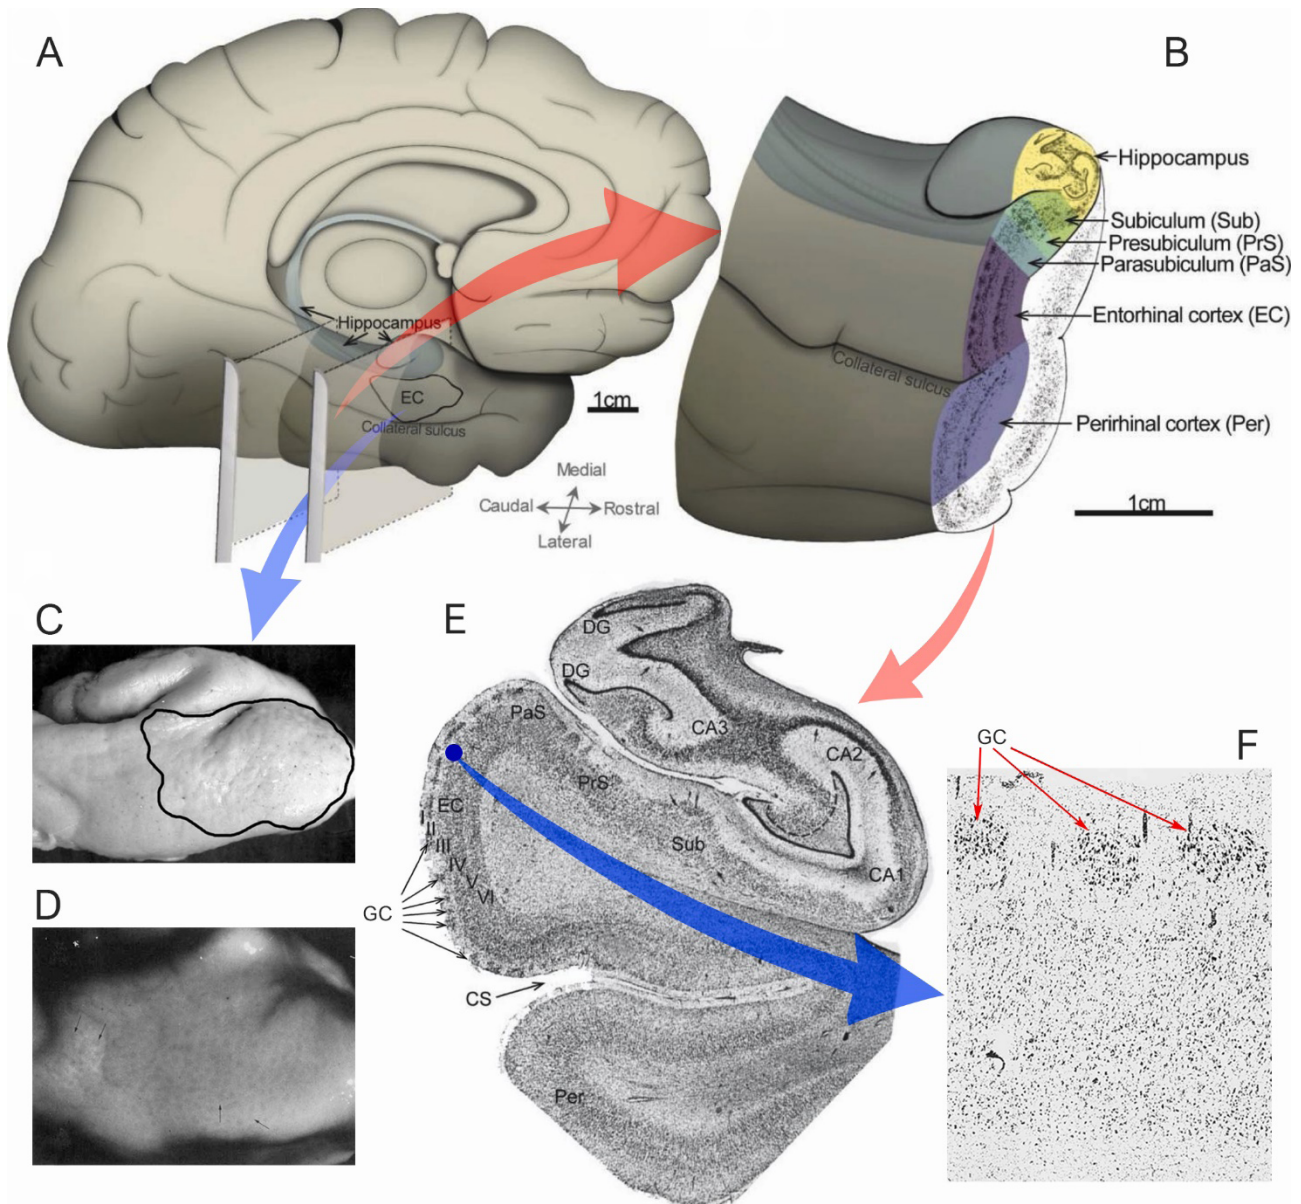 A
B
Hippocampus
Subiculum (Sub)
Presubiculum (PrS)
Parasubiculum (PaS)
Entorhinal cortex (EC)
Collateral sulcus
Perirhinal cortex (Per)
1cm
Hippocampus
EC
Collateral sulcus
1cm
Medial
Caudal
Rostral
Lateral
C
D
E
DG
DG
PaS
CA3
CA2
PrS
EC
I
II
III
IV
V
VI
Sub
CA1
GC
CS
Per
GC
F